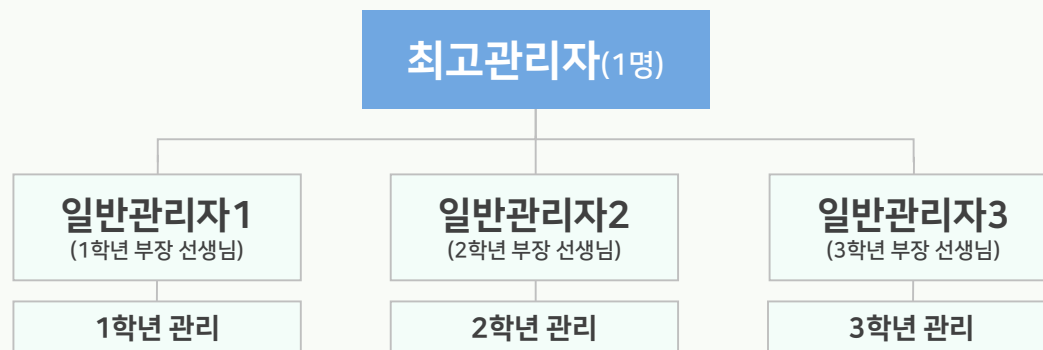 최고관리자(1명)
일반관리자1
(1학년 부장 선생님)
일반관리자2
(2학년 부장 선생님)
일반관리자3
(3학년 부장 선생님)
1학년 관리
2학년 관리
3학년 관리